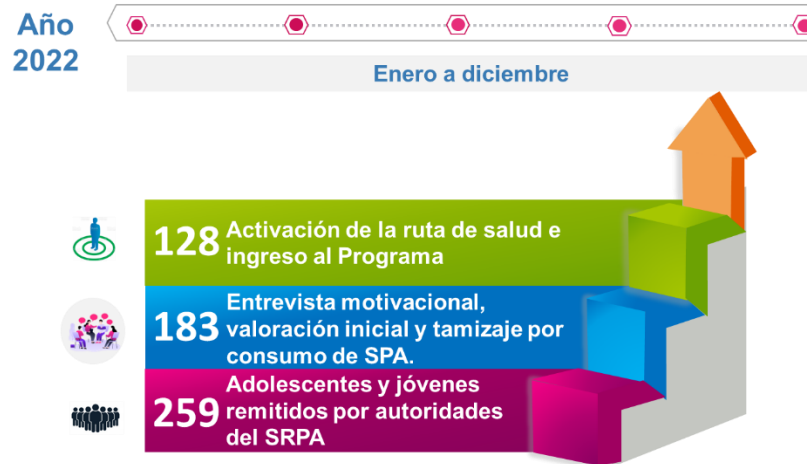 Año
2022
Enero a diciembre
128 Activación de la ruta de salud e
ingreso al Programa
Entrevista motivacional,
183 valoración inicial y tamizaje por
consumo de SPA.
Adolescentes y jóvenes
259 remitidos por autoridades
del SRPA